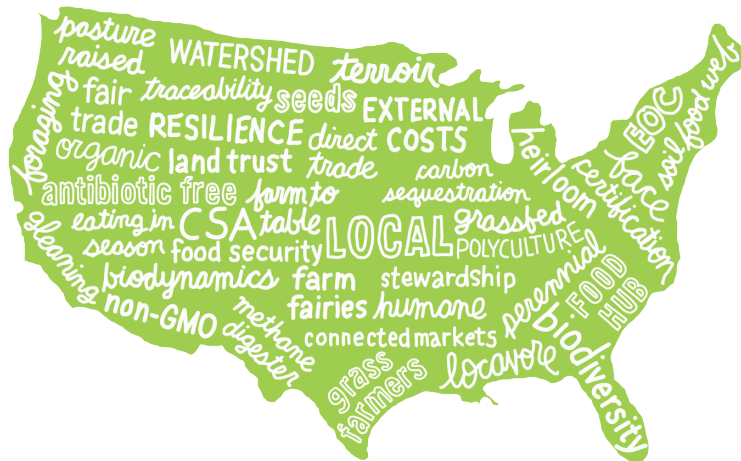 pasture
raised
WATERSHED
terroir
foraging
fair
trade
traceability
seeds
EXTERNAL
COSTS
RESILIENCE
direct
trade
organic
land trust
carbon
sequestration
heirloom
EOC
soil food web
face
certification
antibiotic free
farm to
table
eating in
season
CSA
LOCAL
grassfed
POLYCULTURE
gleaning
food security
biodynamics
farm
fairies
stewardship
perennial
FOOD
HUB
non-GMO
methane
digester
humane
connected markets
biodiversity
grass
farmers
locavore